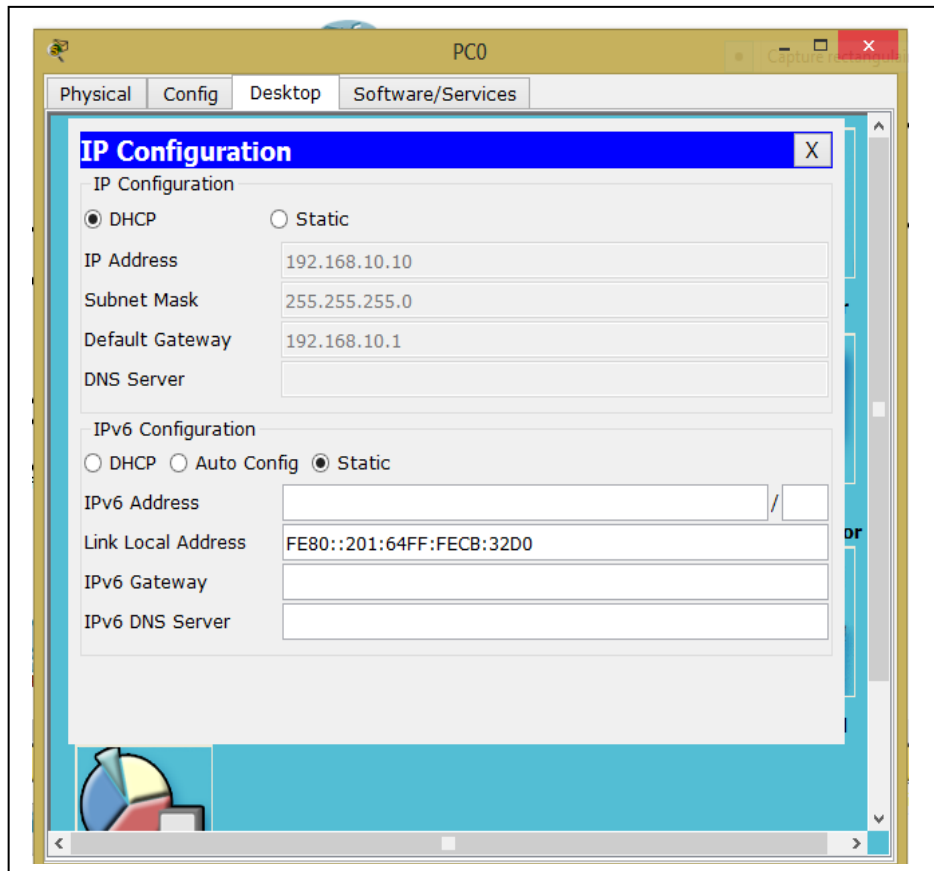 PC0
Capture rectangulai
Physical Config Desktop Software/Services
IP Configuration X
IP Configuration
DHCP Static
IP Address 192.168.10.10
Subnet Mask 255.255.255.0
Default Gateway 192.168.10.1
DNS Server
IPv6 Configuration
DHCP Auto Config Static
IPv6 Address /
Link Local Address FE80::201:64FF:FECB:32D0
or
IPv6 Gateway
IPv6 DNS Server